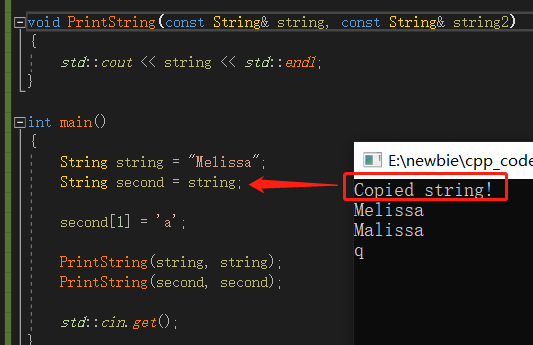 void PrintString(const String& string, const String& string2)
{
std::cout << string << std::endl;
}
int main()
{
String string = "Melissa";
String second = string;
second[1] = 'a';
PrintString(string, string);
PrintString(second, second);
std::cin.get();
}
E:\newbie\cpp_code
Copied string!
Melissa
Malissa
q